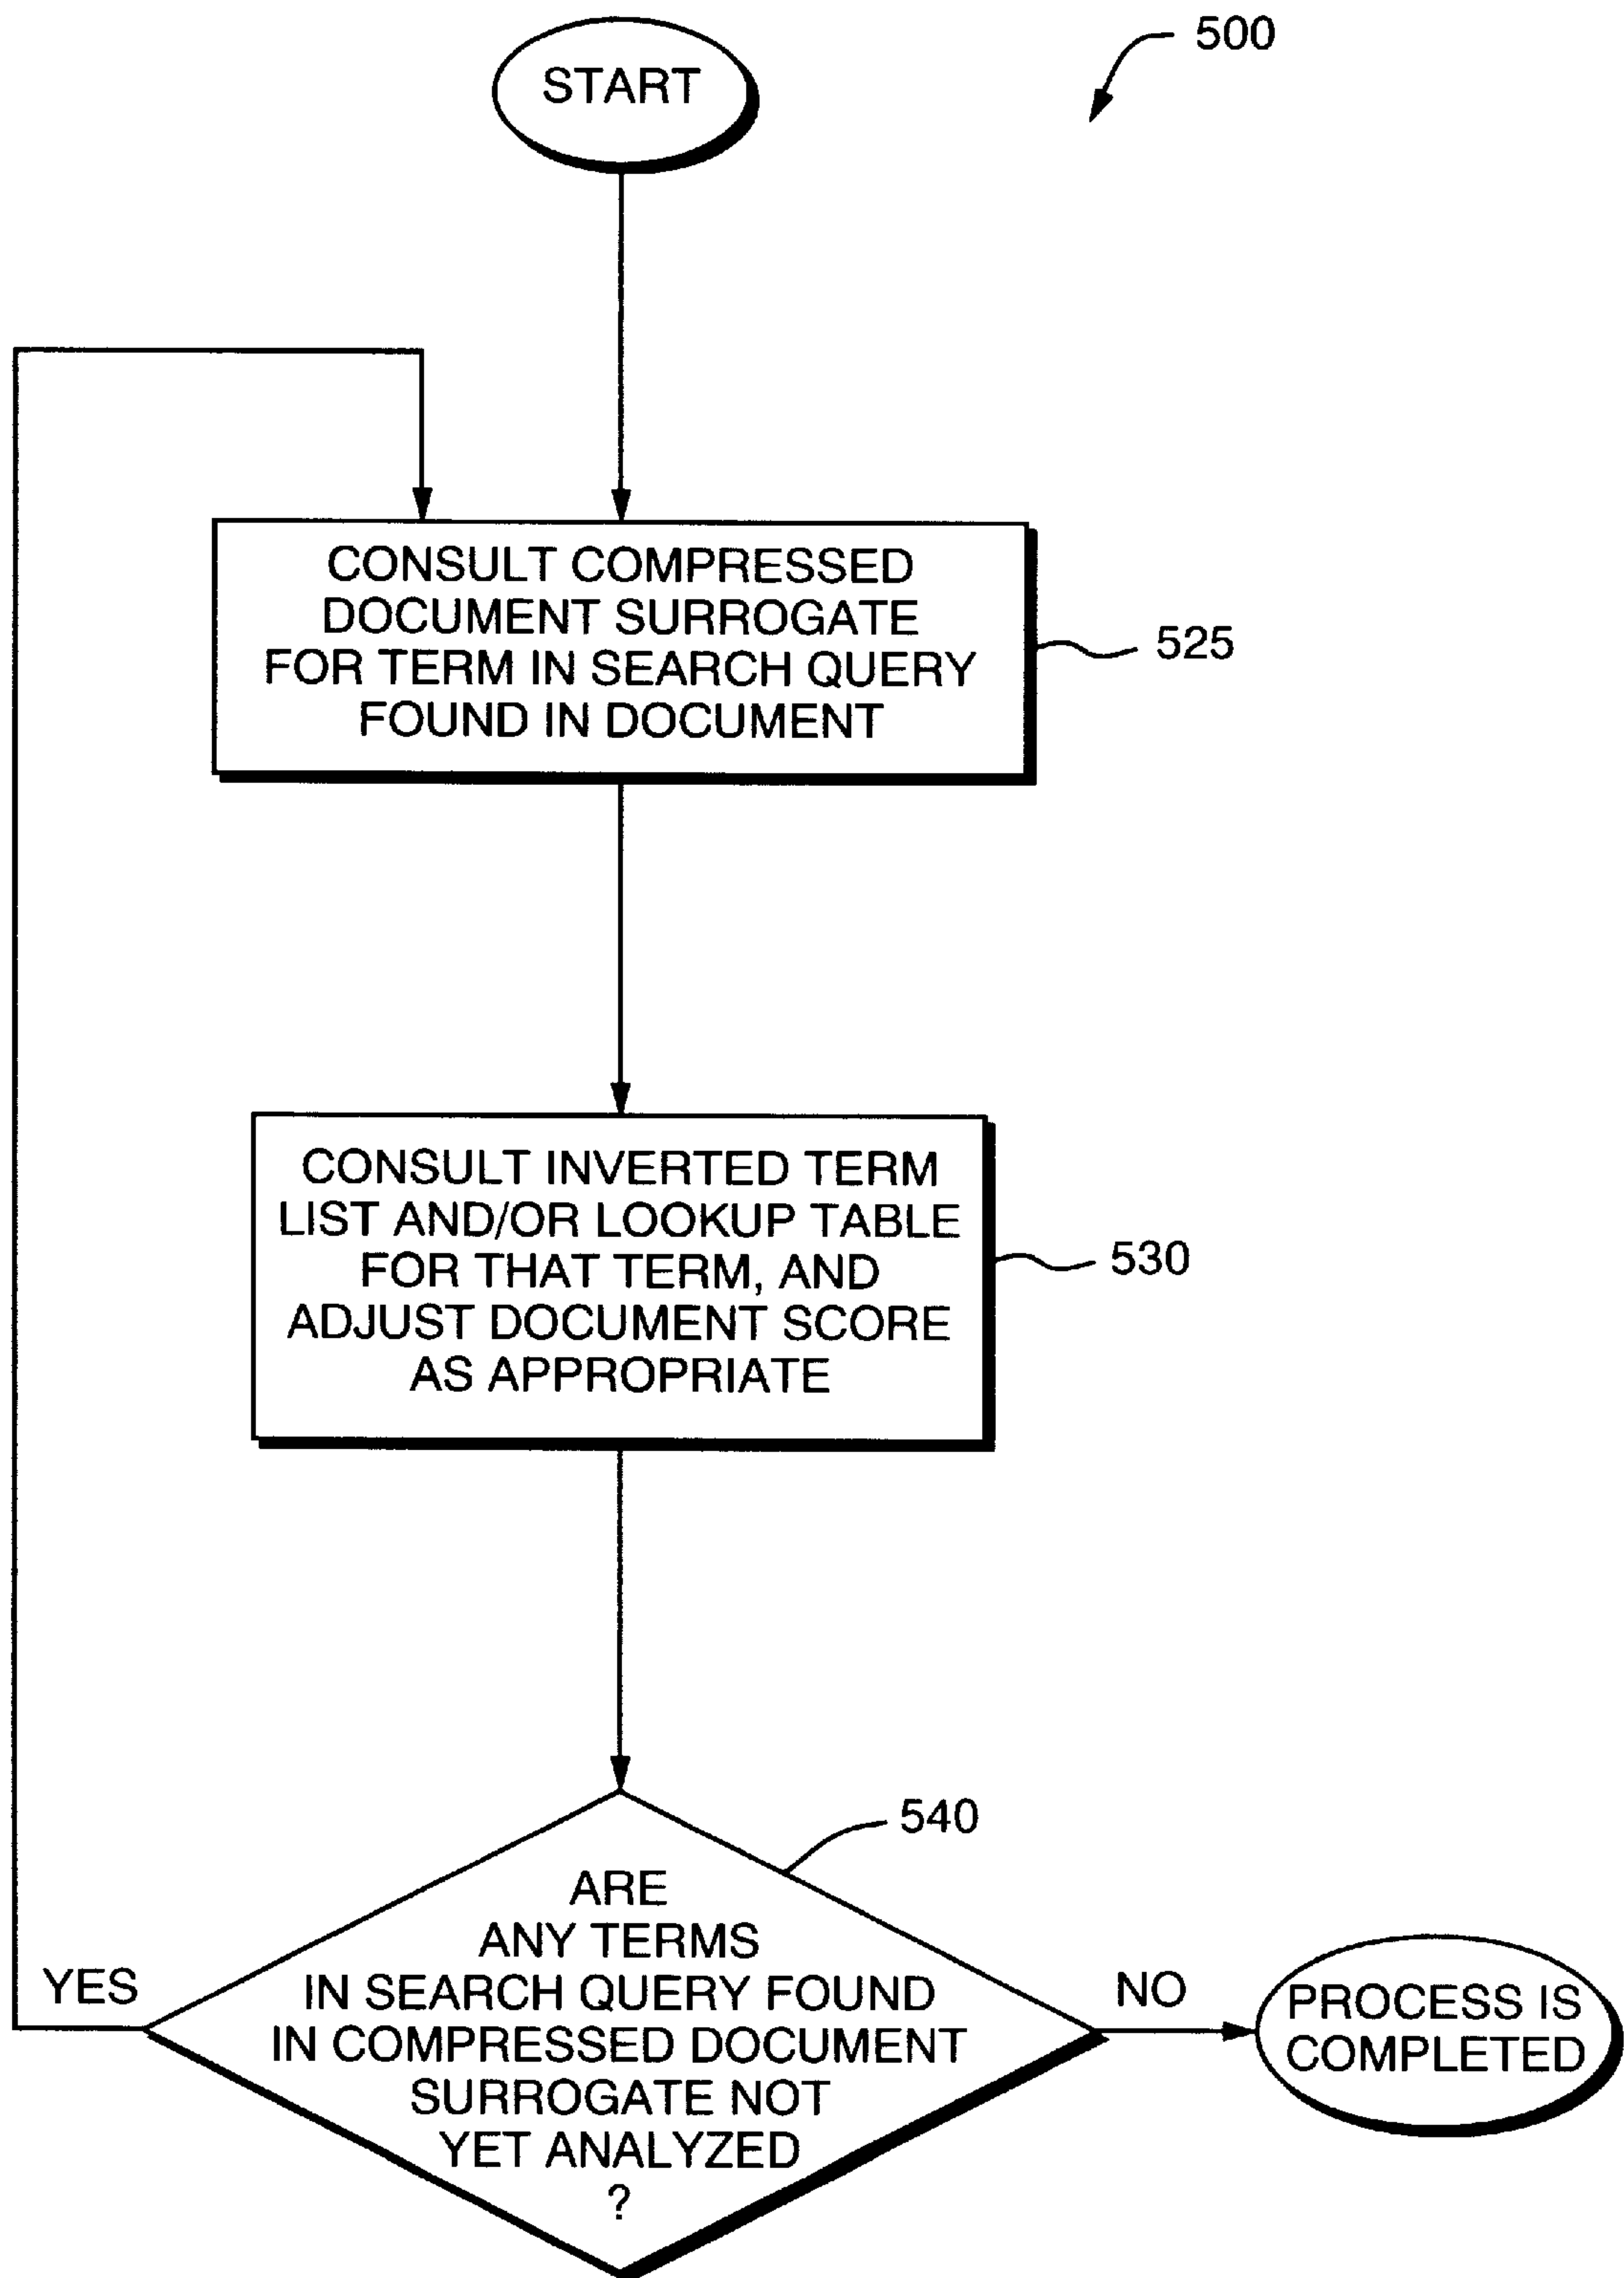 START
500
CONSULT COMPRESSED
DOCUMENT SURROGATE
FOR TERM IN SEARCH QUERY
FOUND IN DOCUMENT
525
CONSULT INVERTED TERM
LIST AND/OR LOOKUP TABLE
FOR THAT TERM, AND
ADJUST DOCUMENT SCORE
AS APPROPRIATE
530
540
ARE
ANY TERMS
IN SEARCH QUERY FOUND
IN COMPRESSED DOCUMENT
SURROGATE NOT
YET ANALYZED
?
YES
NO
PROCESS IS
COMPLETED